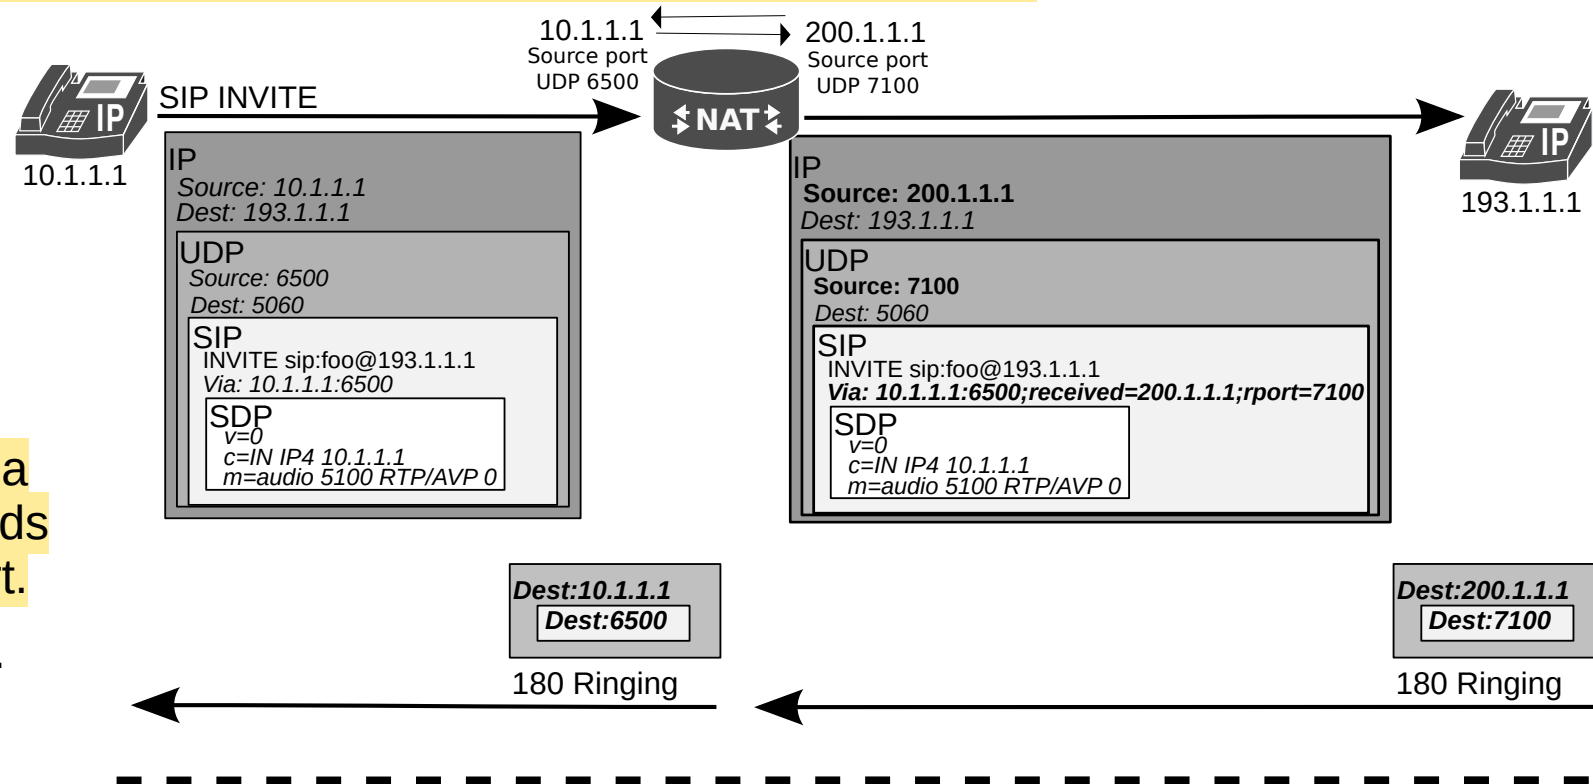 10.1.1.1
Source port
UDP 6500
200.1.1.1
Source port
UDP 7100
IP
10.1.1.1
SIP INVITE
NAT
IP
193.1.1.1
IP
Source: 10.1.1.1
Dest: 193.1.1.1
UDP
Source: 6500
Dest: 5060
SIP
INVITE sip:foo@193.1.1.1
Via: 10.1.1.1:6500
SDP
v=0
c=IN IP4 10.1.1.1
m=audio 5100 RTP/AVP 0
IP
Source: 200.1.1.1
Dest: 193.1.1.1
UDP
Source: 7100
Dest: 5060
SIP
INVITE sip:foo@193.1.1.1
Via: 10.1.1.1:6500;received=200.1.1.1;rport=7100
SDP
v=0
c=IN IP4 10.1.1.1
m=audio 5100 RTP/AVP 0
a
ds
t.
Dest:10.1.1.1
Dest:6500
180 Ringing
Dest:200.1.1.1
Dest:7100
180 Ringing